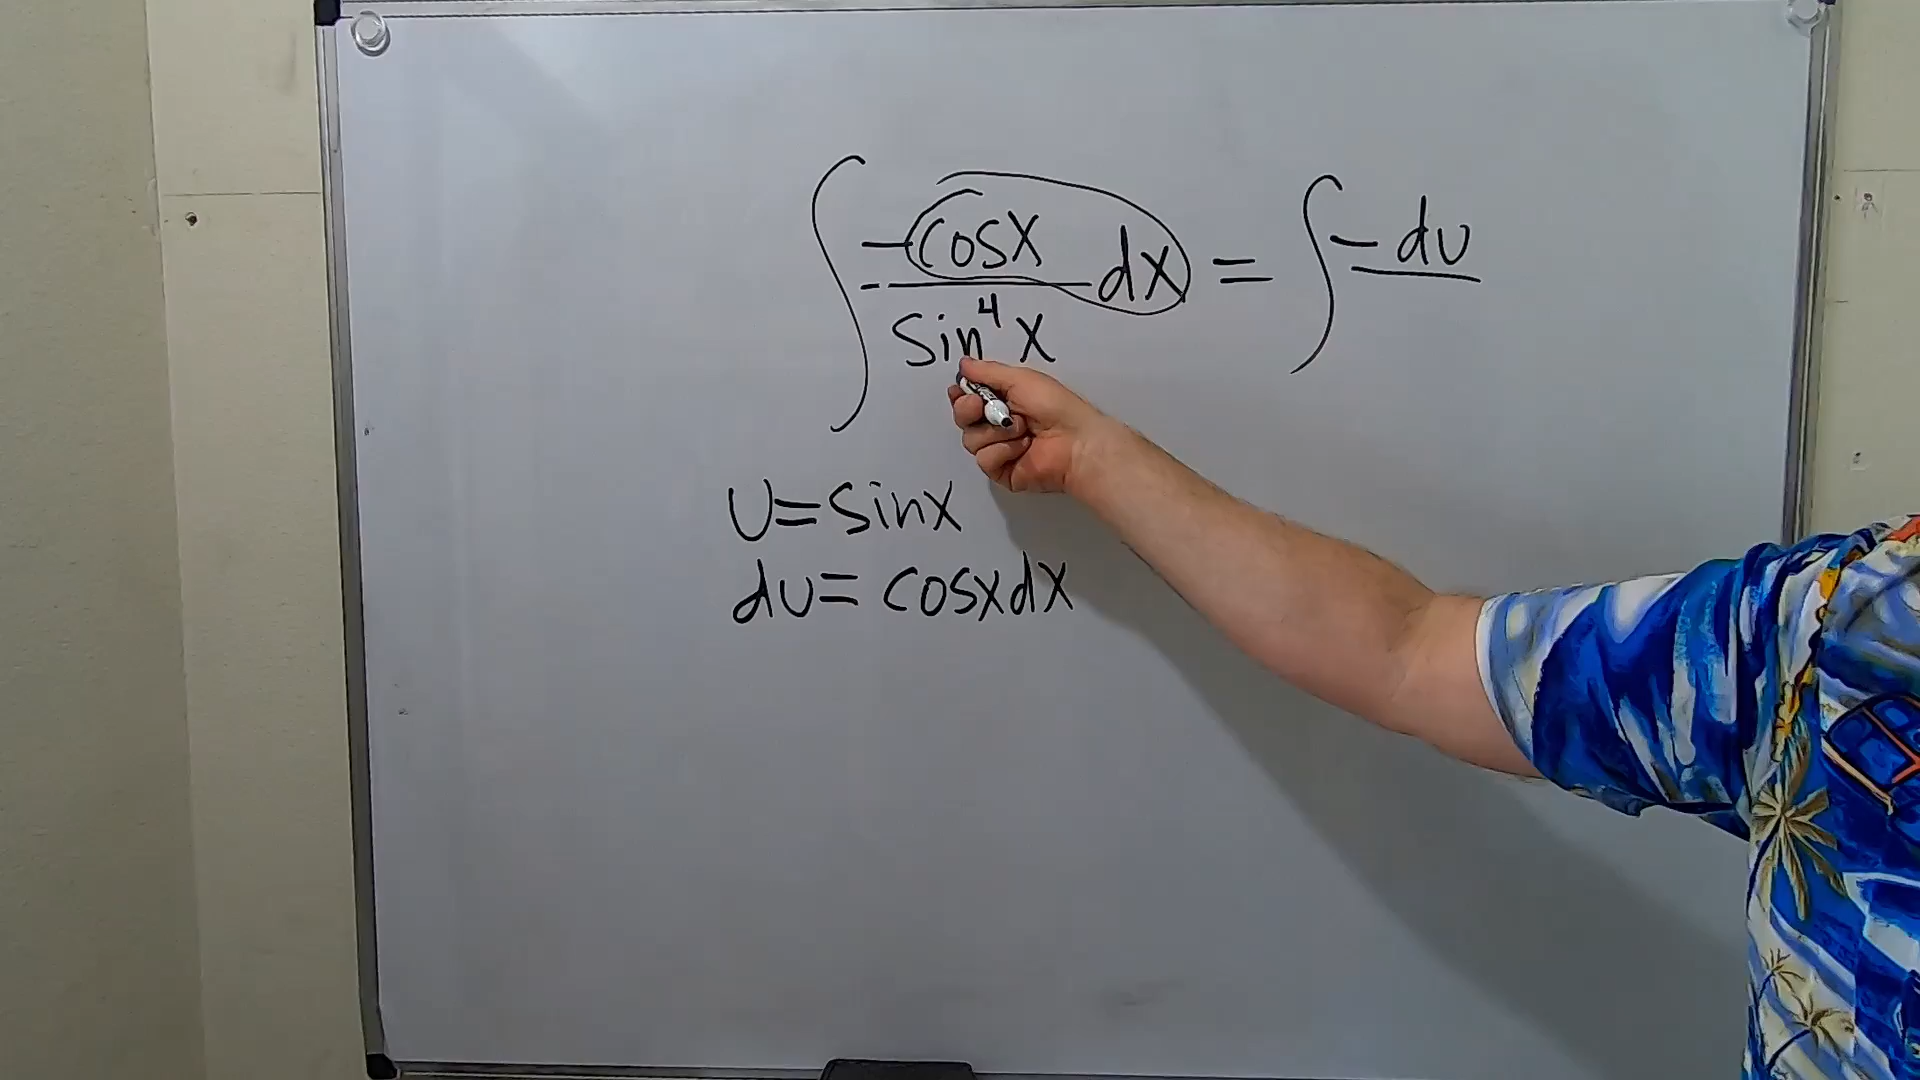 ∫ -cosx/sin⁴x dx = ∫ -du/
u=sinx
du=cosxdx